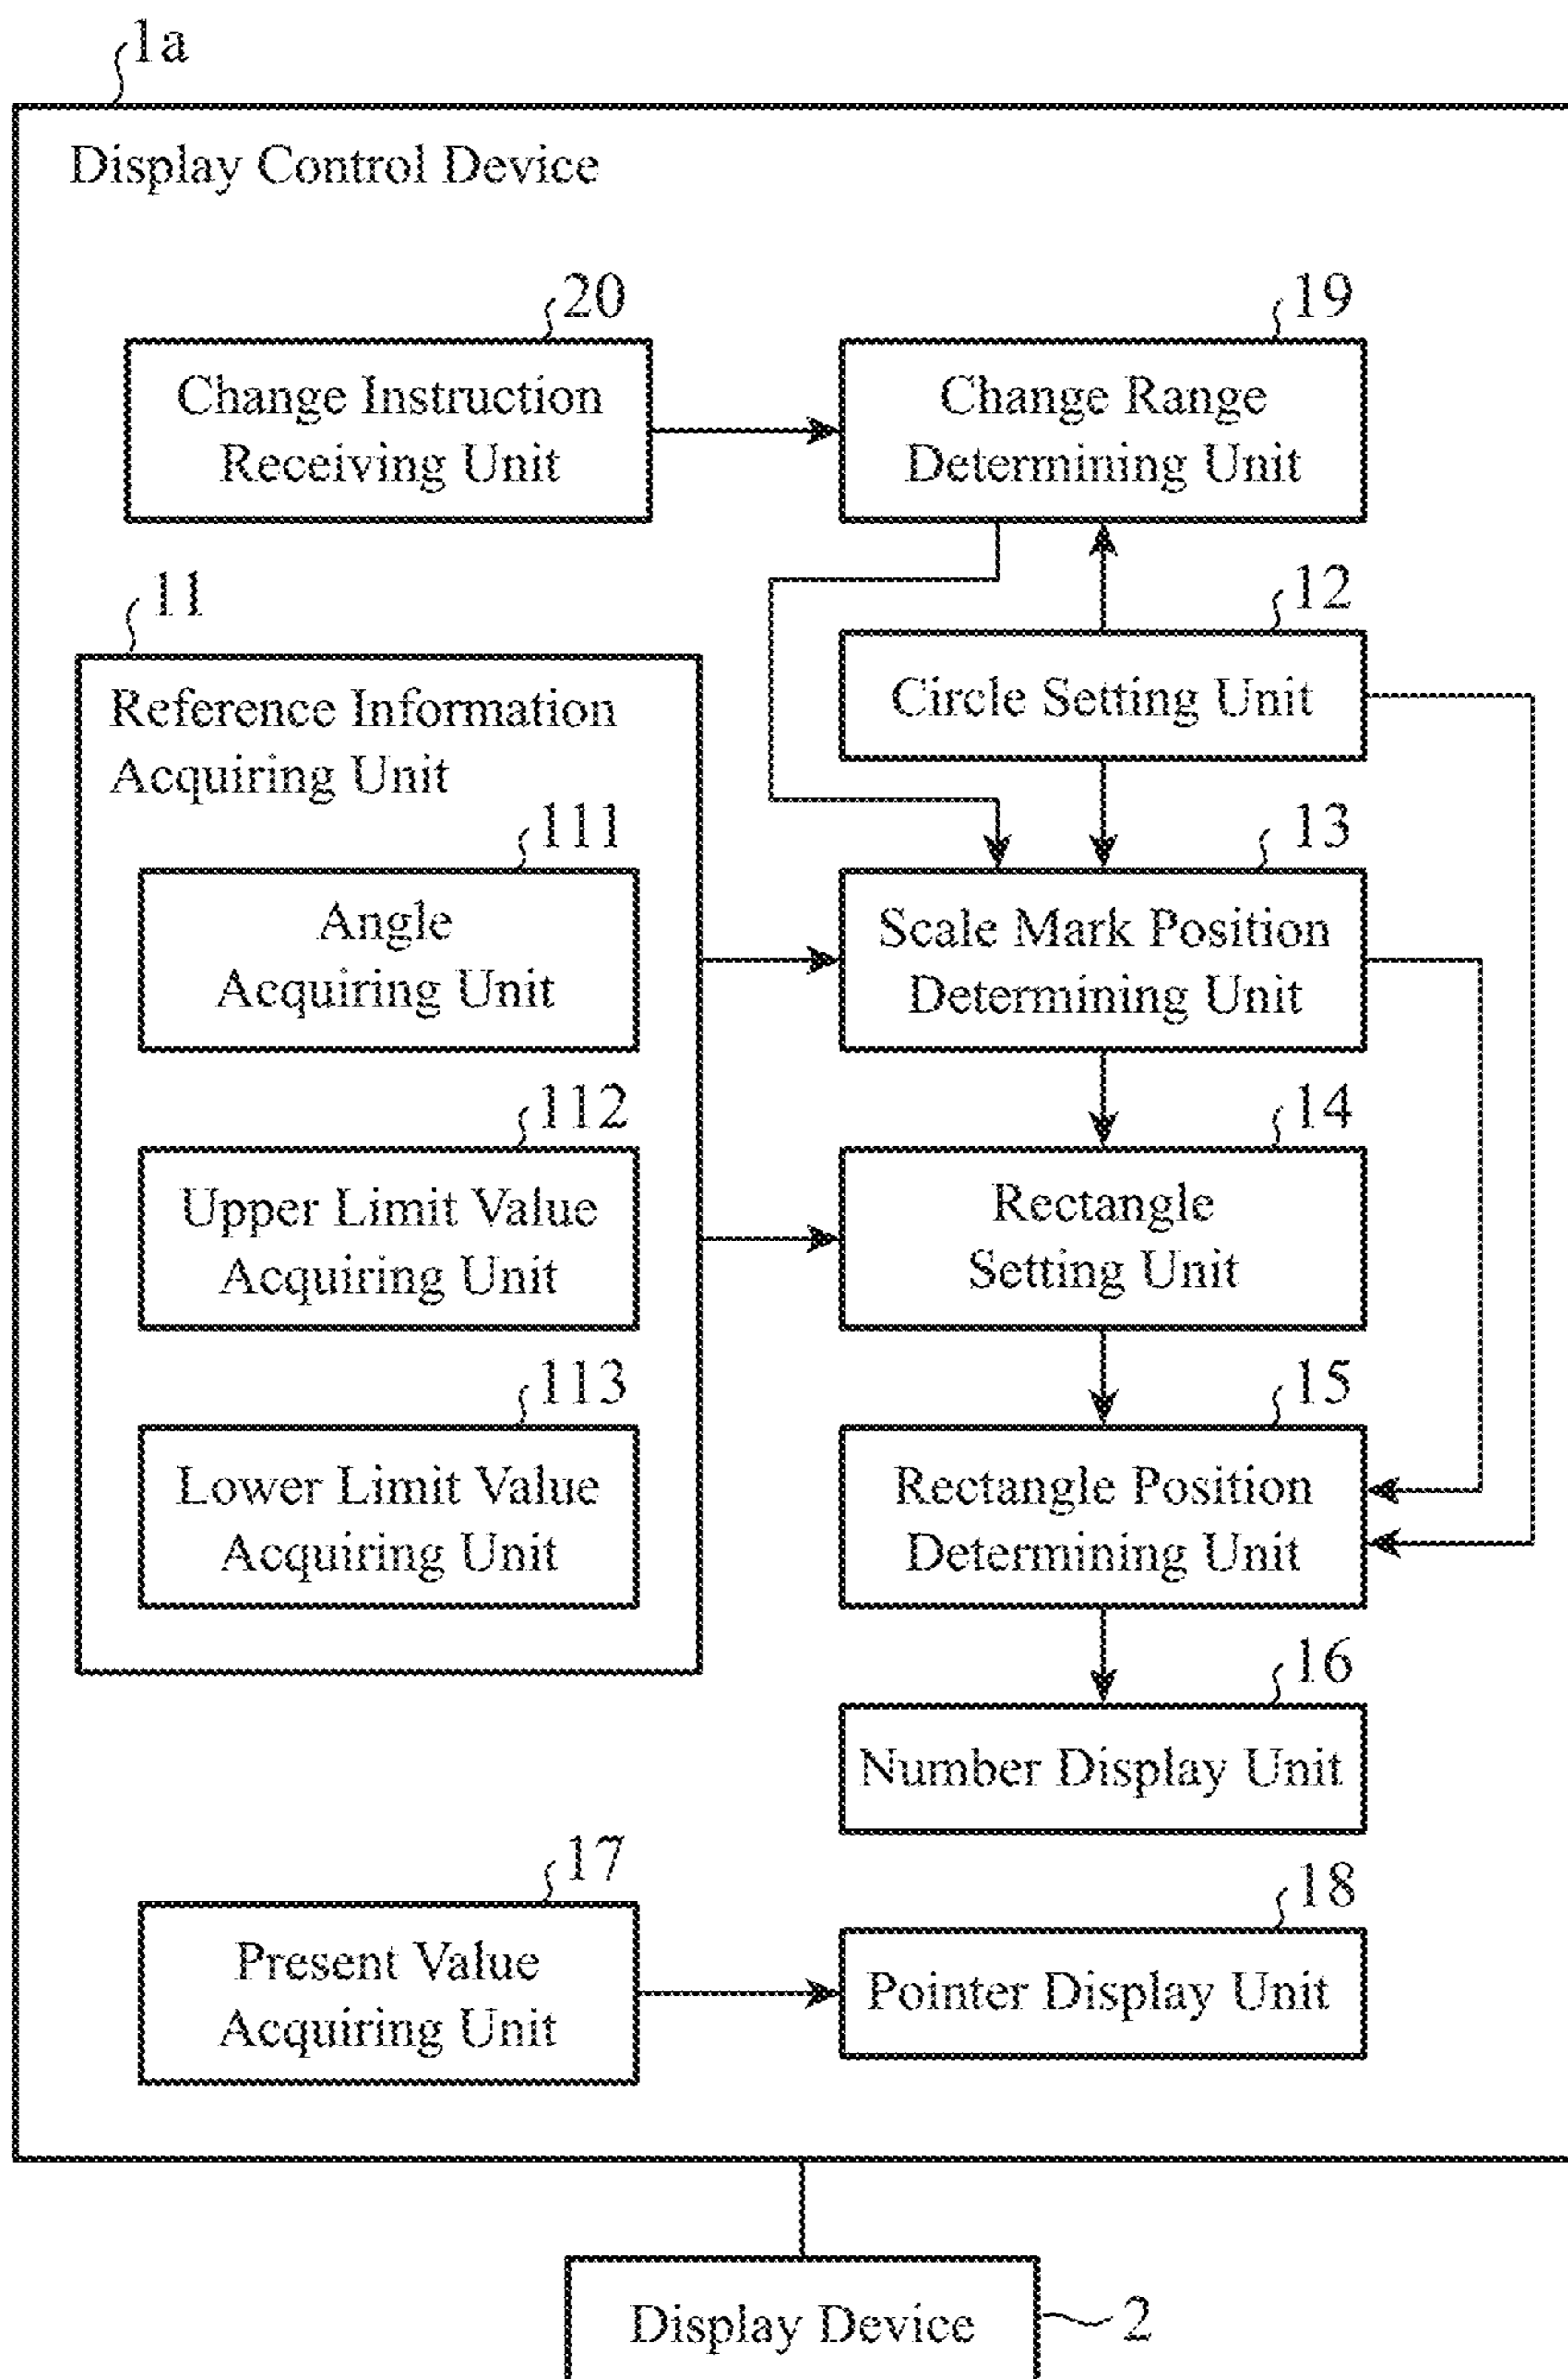 1a
Display Control Device
20
Change Instruction
Receiving Unit
19
Change Range
Determining Unit
11
Reference Information
Acquiring Unit
12
Circle Setting Unit
111
Angle
Acquiring Unit
13
Scale Mark Position
Determining Unit
112
Upper Limit Value
Acquiring Unit
14
Rectangle
Setting Unit
113
Lower Limit Value
Acquiring Unit
15
Rectangle Position
Determining Unit
16
Number Display Unit
17
Present Value
Acquiring Unit
18
Pointer Display Unit
Display Device
2